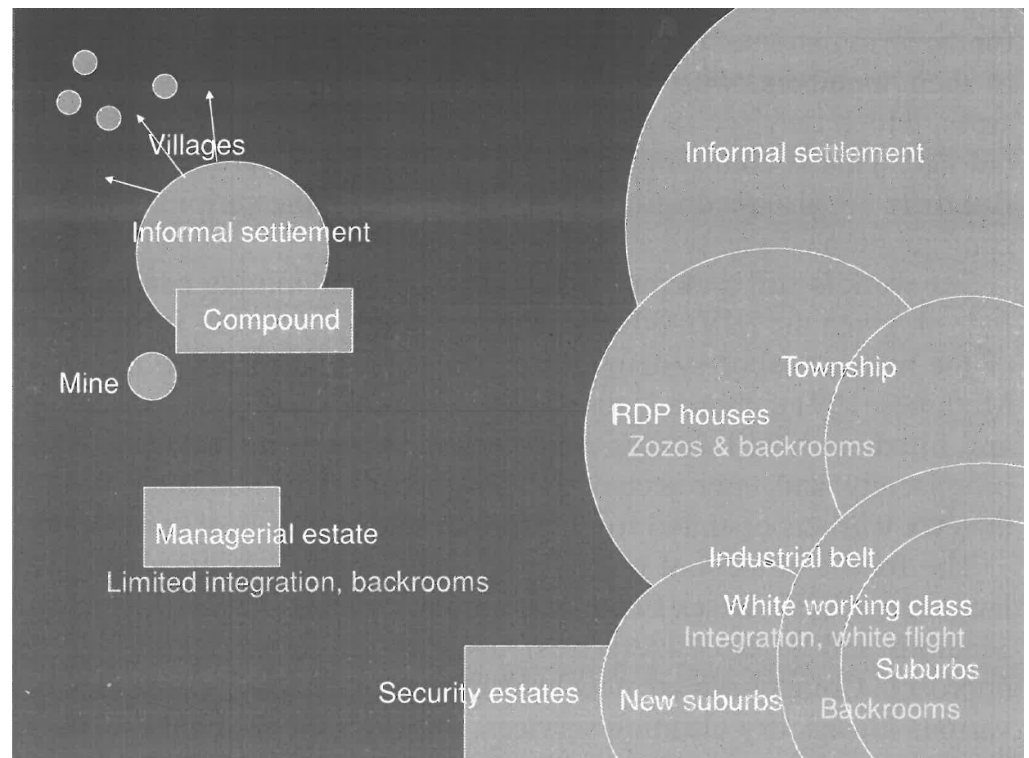 Villages
Informal settlement
Compound
Mine
Managerial estate
Limited integration, backrooms
Informal settlement
Township
RDP houses
Zozos & backrooms
Industrial belt
White working class
Integration, white flight
Suburbs
Backrooms
New suburbs
Security estates